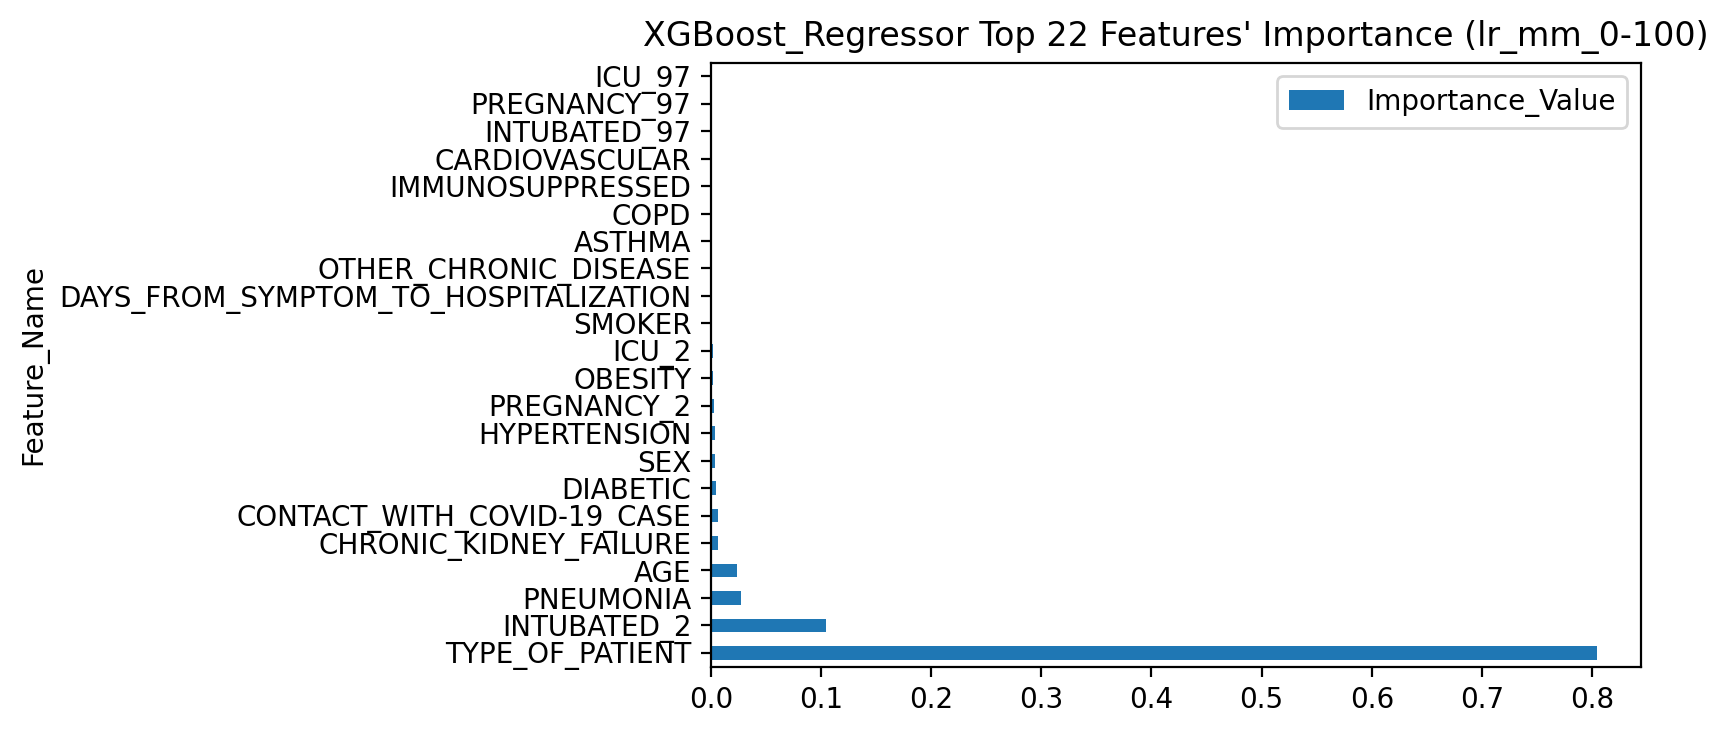 XGBoost_Regressor Top 22 Features' Importance (lr_mm_0-100)
Importance_Value
Feature_Name
ICU_97
PREGNANCY_97
INTUBATED_97
CARDIOVASCULAR
IMMUNOSUPPRESSED
COPD
ASTHMA
OTHER_CHRONIC_DISEASE
DAYS_FROM_SYMPTOM_TO_HOSPITALIZATION
SMOKER
ICU_2
OBESITY
PREGNANCY_2
HYPERTENSION
SEX
DIABETIC
CONTACT_WITH_COVID-19_CASE
CHRONIC_KIDNEY_FAILURE
AGE
PNEUMONIA
INTUBATED_2
TYPE_OF_PATIENT
0.0 0.1 0.2 0.3 0.4 0.5 0.6 0.7 0.8